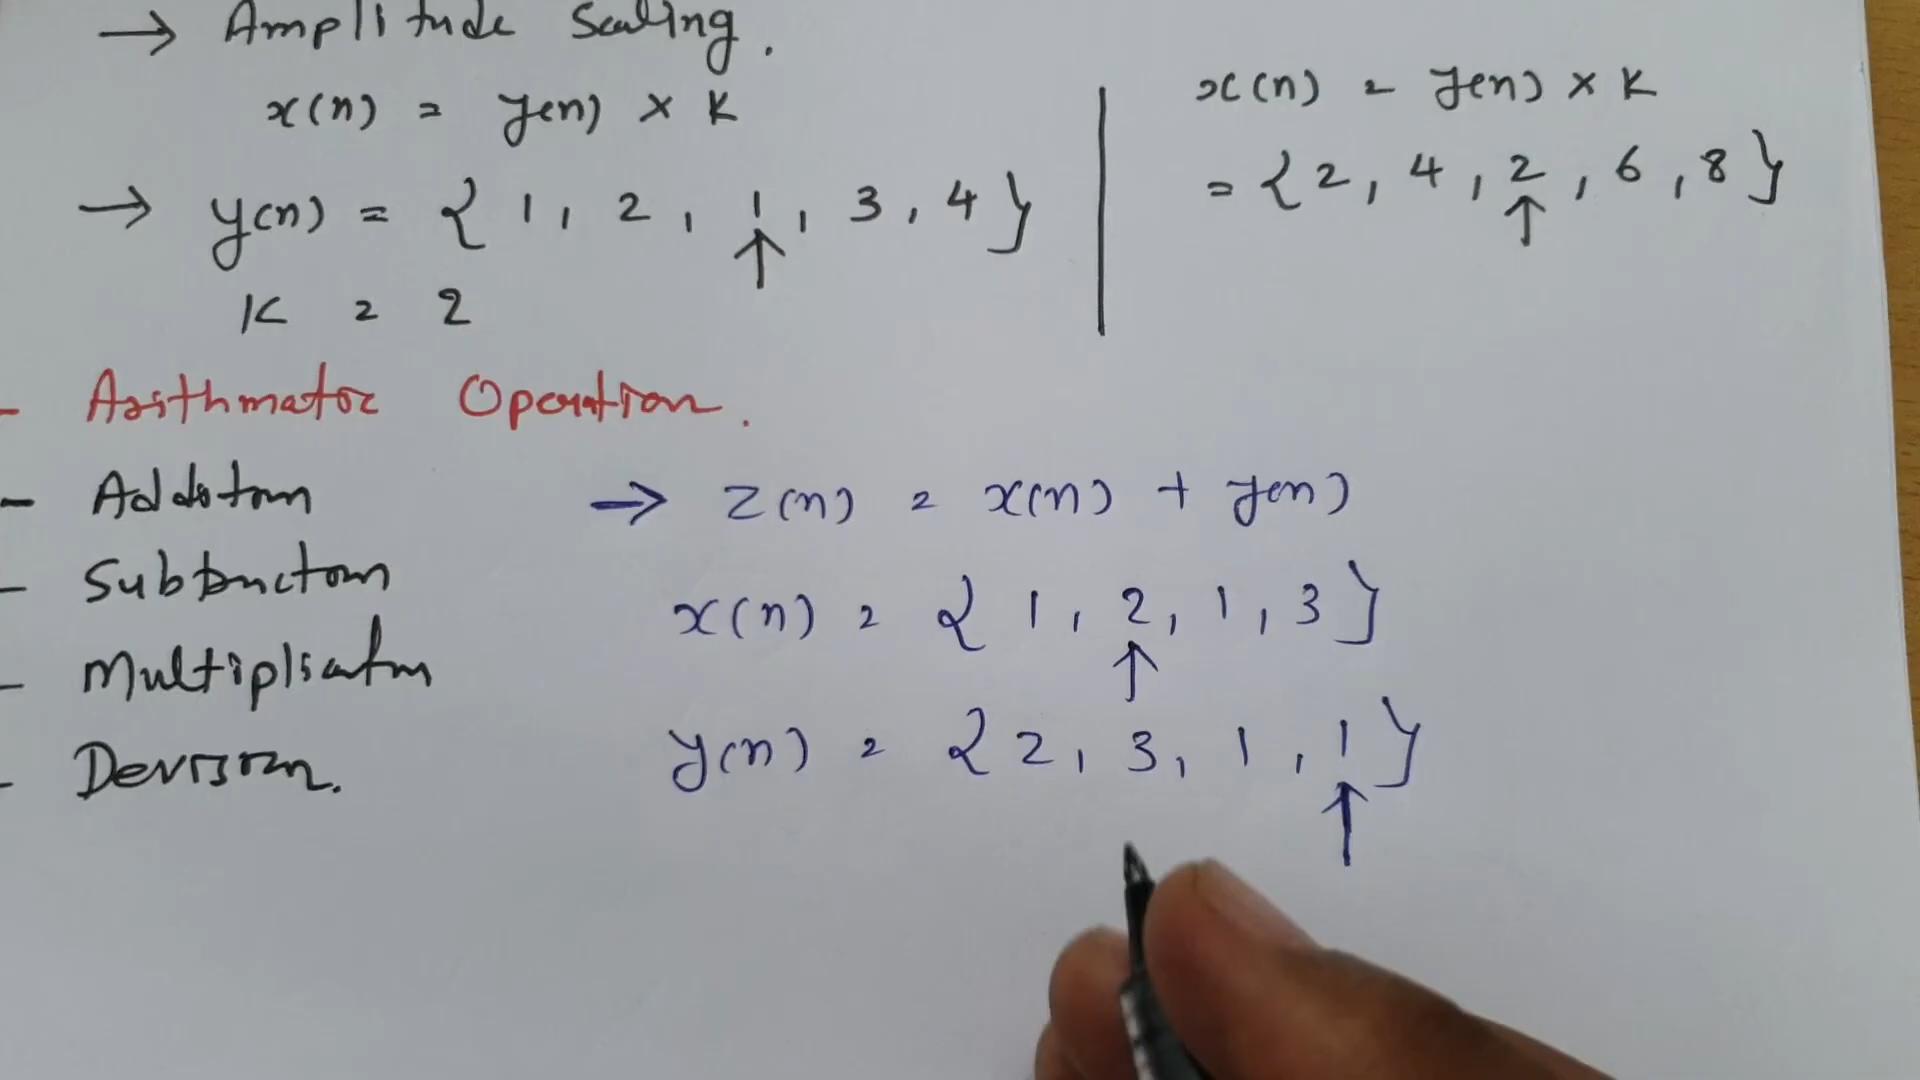 → Amplitude Scaling.
x(n) = y(n) × K
→ y(n) = { 1, 2, 1, 3, 4 }
↑
K = 2
x(n) = y(n) × K
= { 2, 4, 2, 6, 8 }
↑
- Arithmatic Operation.
- Addition
- Subtraction
- Multiplication
- Devision.
→ z(n) = x(n) + y(n)
x(n) = { 1, 2, 1, 3 }
↑
y(n) = { 2, 3, 1, 1 }
↑